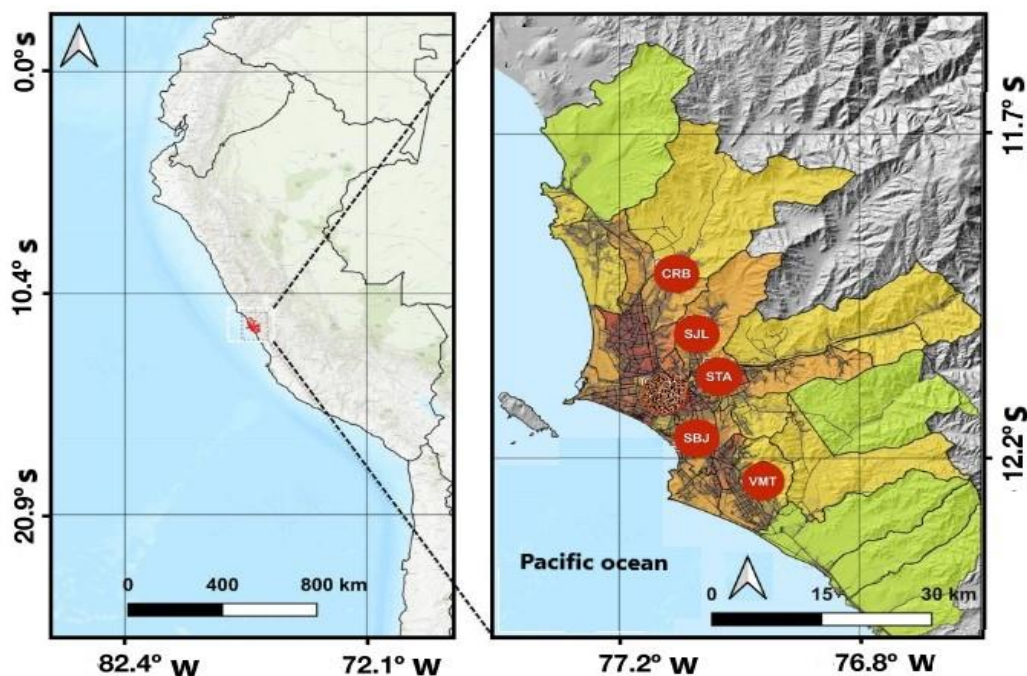 0.0° S
10.4° S
20.9° S
0 400 800 km
82.4° W
72.1° W
CRB
SJL
STA
SBJ
VMT
Pacific ocean
0 15 30 km
11.7° S
12.2° S
77.2° W
76.8° W